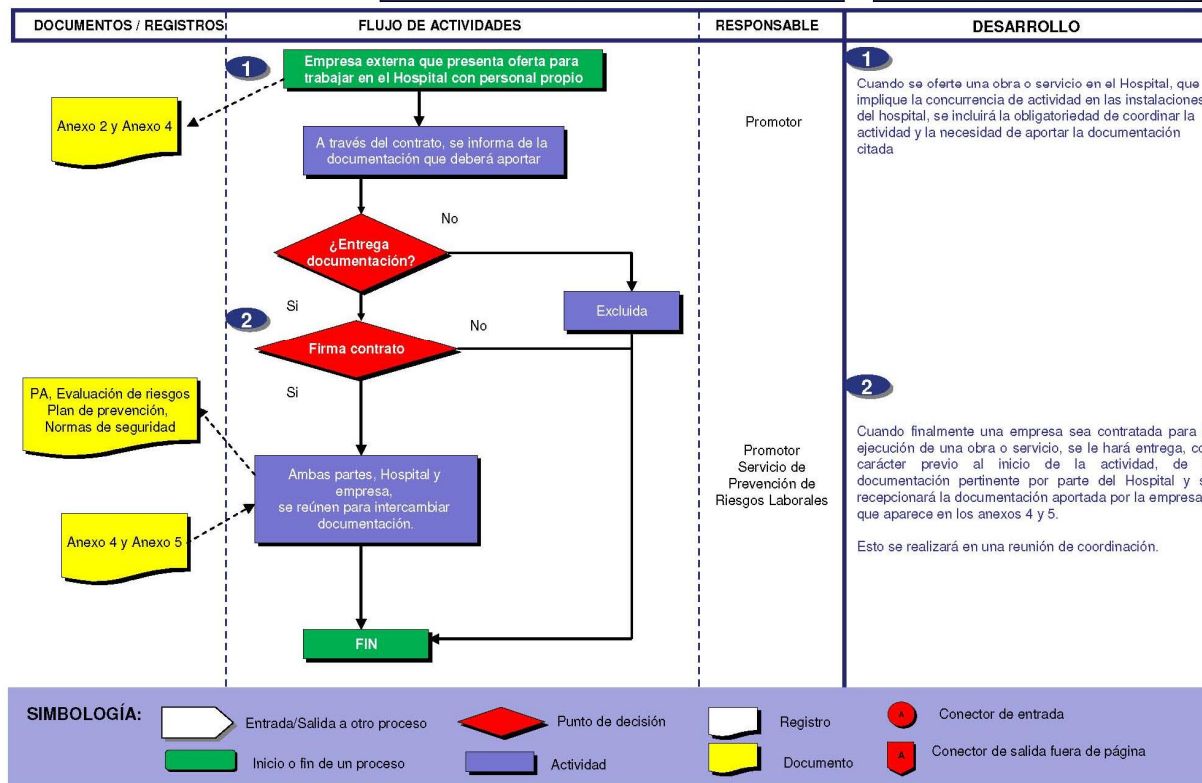 DOCUMENTOS / REGISTROS
FLUJO DE ACTIVIDADES
RESPONSABLE
DESARROLLO
1
Empresa externa que presenta oferta para
trabajar en el Hospital con personal propio
Anexo 2 y Anexo 4
A través del contrato, se informa de la
documentación que deberá aportar
Promotor
1
Cuando se oferte una obra o servicio en el Hospital, que
implique la concurrencia de actividad en las instalaciones
del hospital, se incluirá la obligatoriedad de coordinar la
actividad y la necesidad de aportar la documentación
citada
No
¿Entrega
documentación?
Si
Excluida
2
No
Firma contrato
Si
PA, Evaluación de riesgos
Plan de prevención,
Normas de seguridad
Ambas partes, Hospital y
empresa,
se reúnen para intercambiar
documentación.
Anexo 4 y Anexo 5
Promotor
Servicio de
Prevención de
Riesgos Laborales
2
Cuando finalmente una empresa sea contratada para
ejecución de una obra o servicio, se le hará entrega,
carácter previo al inicio de la actividad, de
documentación pertinente por parte del Hospital y
recepcionará la documentación aportada por la empresa
que aparece en los anexos 4 y 5.
Esto se realizará en una reunión de coordinación.
FIN
SIMBOLOGÍA:
Entrada/Salida a otro proceso
Punto de decisión
Registro
A
Conector de entrada
Inicio o fin de un proceso
Actividad
Documento
A
Conector de salida fuera de página